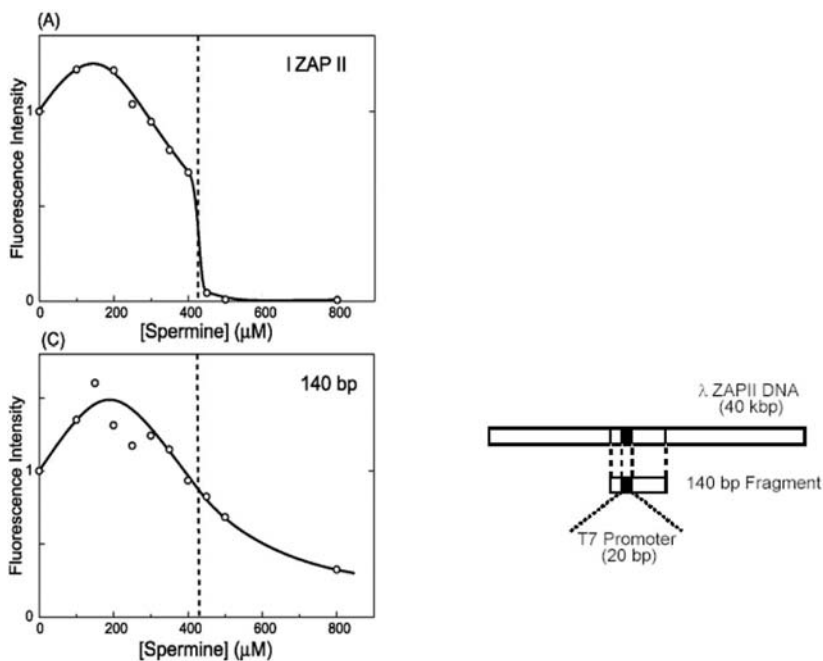 (A)
l ZAP II
Fluorescence Intensity
1
0
0 200 400 600 800
[Spermine] (μM)
(C)
140 bp
Fluorescence Intensity
1
0
0 200 400 600 800
[Spermine] (μM)
λ ZAPII DNA
(40 kbp)
140 bp Fragment
T7 Promoter
(20 bp)